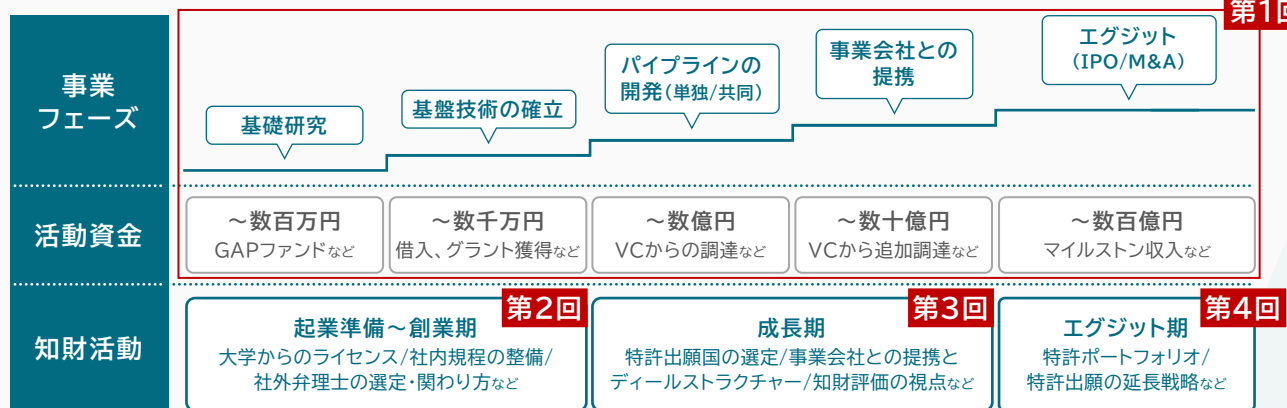 第1回
事業
フェーズ
基礎研究
基盤技術の確立
パイプラインの
開発(単独/共同)
事業会社との
提携
エグジット
(IPO/M&A)
活動資金
～数百万円
GAPファンドなど
～数千万円
借入、グラント獲得など
～数億円
VCからの調達など
～数十億円
VCから追加調達など
～数百億円
マイルストン収入など
知財活動
第2回
起業準備～創業期
大学からのライセンス/社内規程の整備/
社外弁理士の選定・関わり方など
第3回
成長期
特許出願国の選定/事業会社との提携と
ディールストラクチャー/知財評価の視点など
第4回
エグジット期
特許ポートフォリオ/
特許出願の延長戦略など